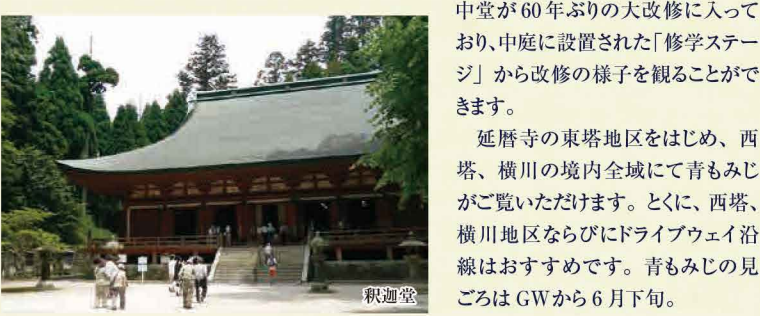 中堂が60年ぶりの大改修に入って
おり、中庭に設置された「修学ステー
ジ」から改修の様子を観ることがで
きます。
　延暦寺の東塔地区をはじめ、西
塔、横川の境内全域にて青もみじ
がご覧いただけます。とくに、西塔、
横川地区ならびにドライブウェイ沿
線はおすすめです。青もみじの見
ごろはGWから6月下旬。
釈迦堂